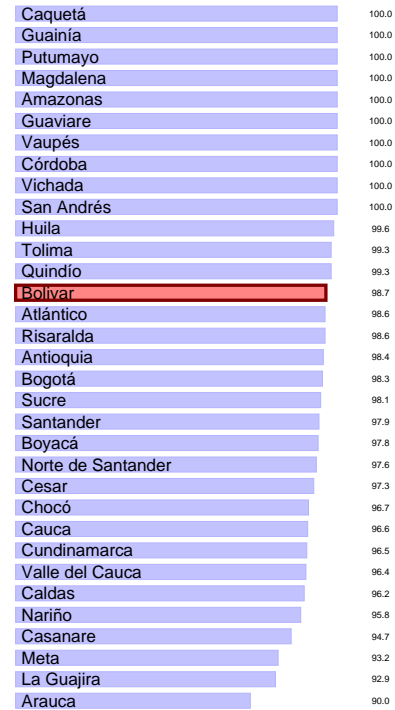 Caquetá 100.0
Guainía 100.0
Putumayo 100.0
Magdalena 100.0
Amazonas 100.0
Guaviare 100.0
Vaupés 100.0
Córdoba 100.0
Vichada 100.0
San Andrés 100.0
Huila 99.6
Tolima 99.3
Quindío 99.3
Bolivar 98.7
Atlántico 98.6
Risaralda 98.6
Antioquia 98.4
Bogotá 98.3
Sucre 98.1
Santander 97.9
Boyacá 97.8
Norte de Santander 97.6
Cesar 97.3
Chocó 96.7
Cauca 96.6
Cundinamarca 96.5
Valle del Cauca 96.4
Caldas 96.2
Nariño 95.8
Casanare 94.7
Meta 93.2
La Guajira 92.9
Arauca 90.0